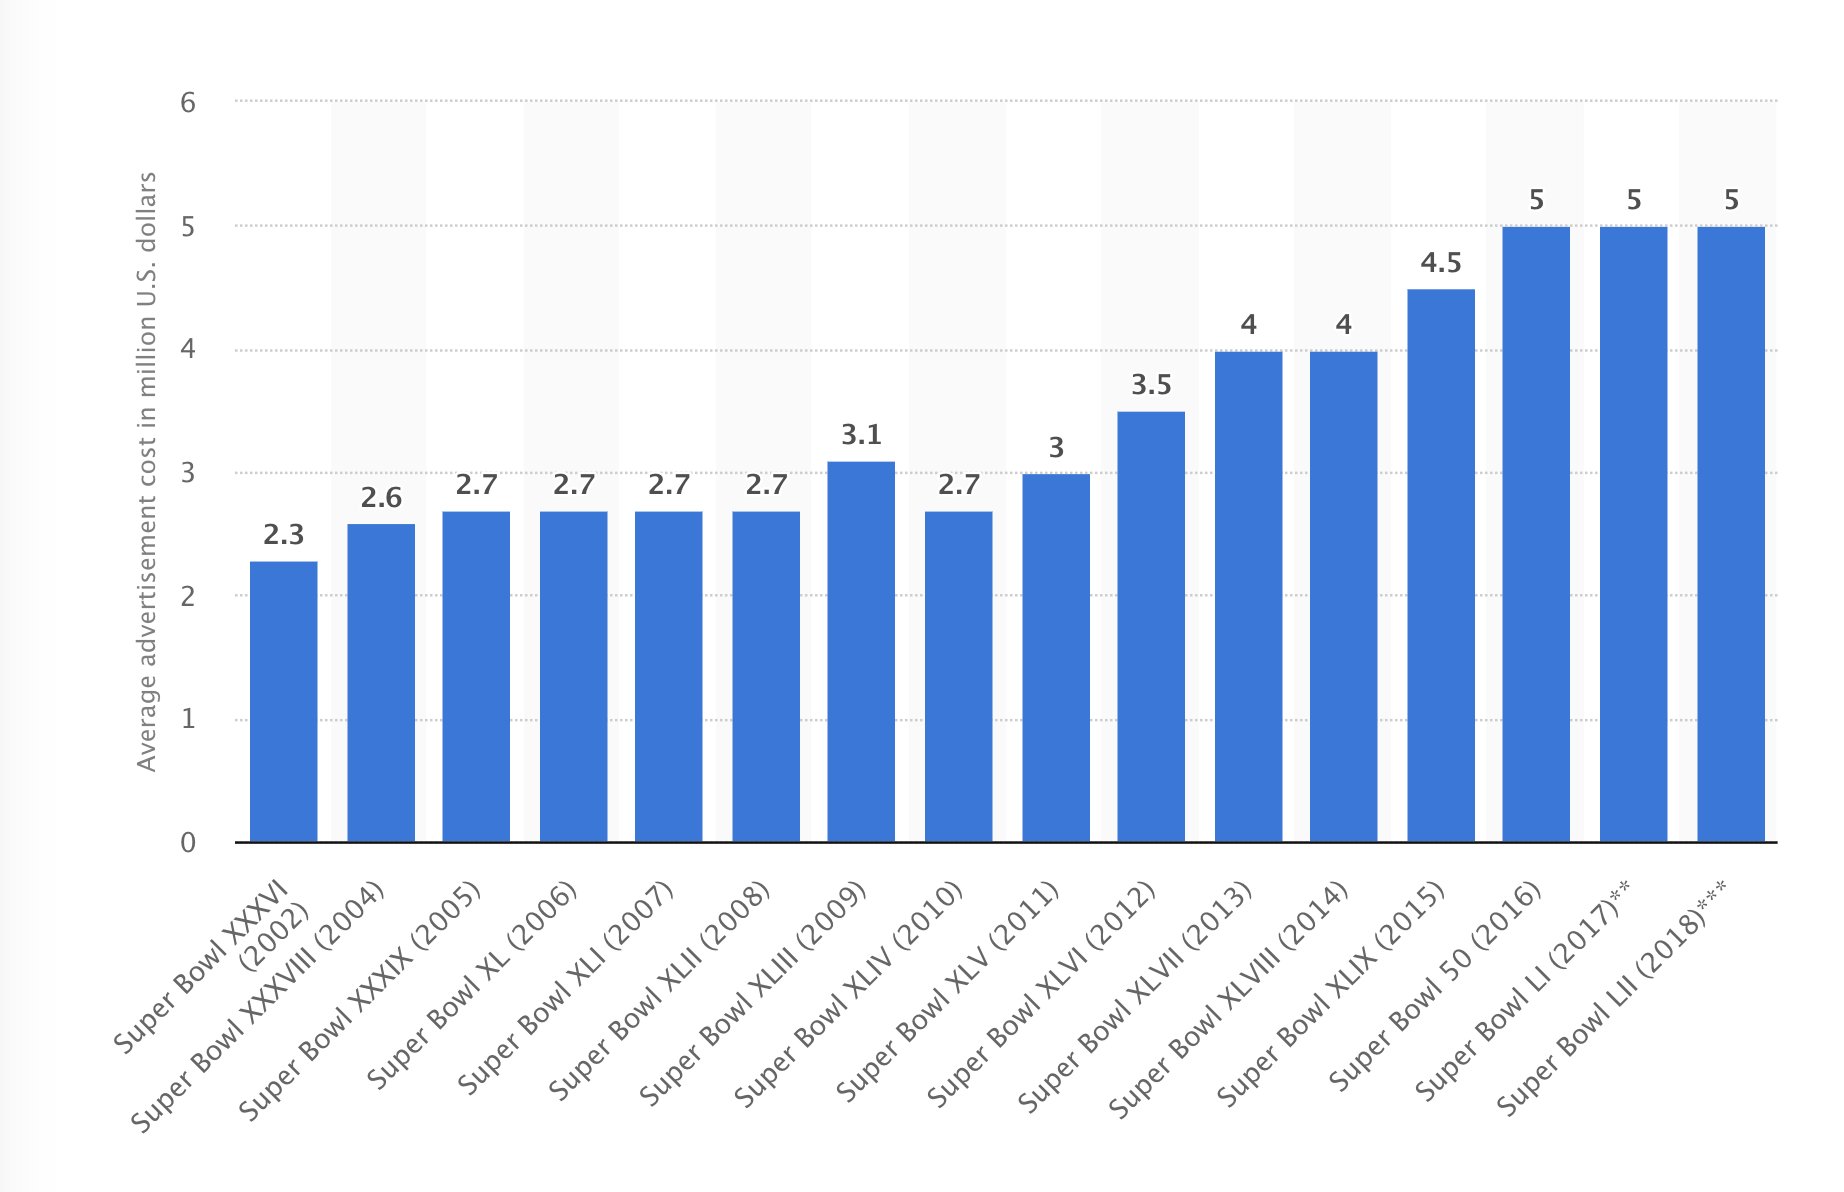 Average advertisement cost in million U.S. dollars
6
5
4
3
2
1
0
2.3
2.6
2.7
2.7
2.7
2.7
3.1
2.7
3
3.5
4
4
4.5
5
5
5
Super Bowl XXXVI
(2002)
Super Bowl XXXVIII (2004)
Super Bowl XXXIX (2005)
Super Bowl XL (2006)
Super Bowl XLI (2007)
Super Bowl XLII (2008)
Super Bowl XLIII (2009)
Super Bowl XLIV (2010)
Super Bowl XLV (2011)
Super Bowl XLVI (2012)
Super Bowl XLVII (2013)
Super Bowl XLVIII (2014)
Super Bowl XLIX (2015)
Super Bowl 50 (2016)
Super Bowl LI (2017)**
Super Bowl LII (2018)***